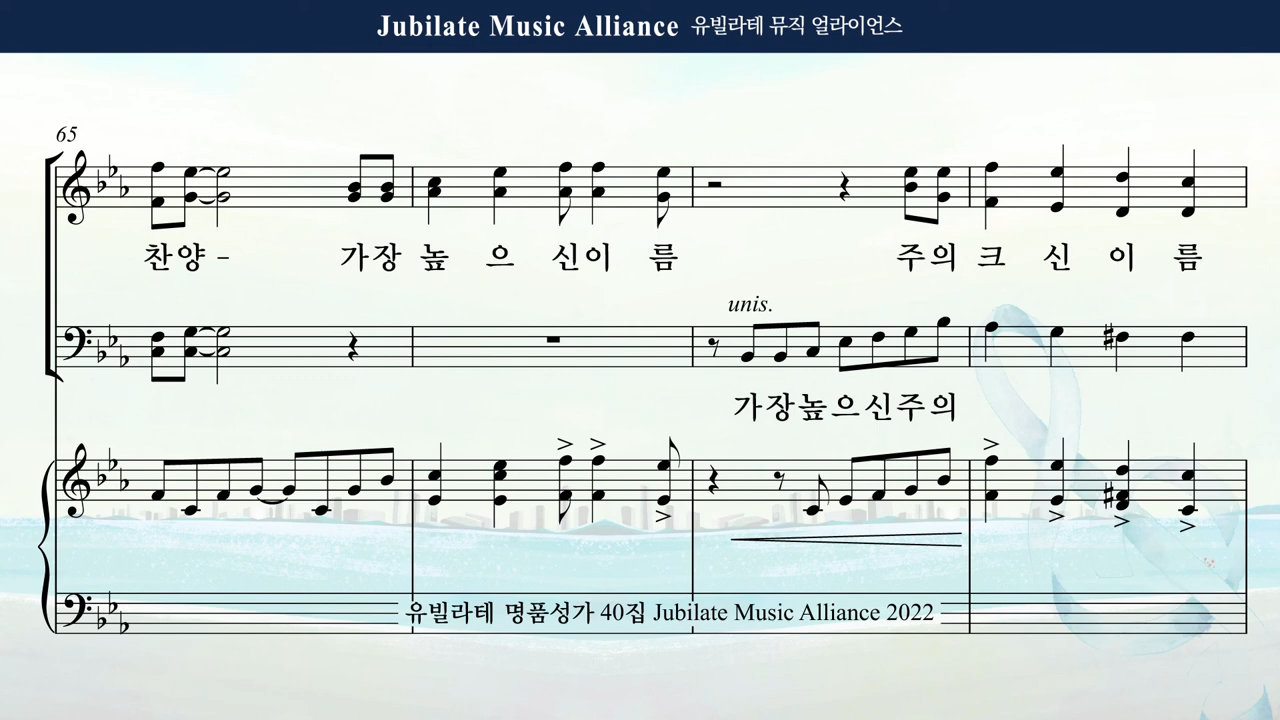 Jubilate Music Alliance 유빌라테 뮤직 얼라이언스
65
찬양 - 가장 높 으 신이 름 주의 크 신 이 름
unis.
가장높으신주의
유빌라테 명품성가 40집 Jubilate Music Alliance 2022